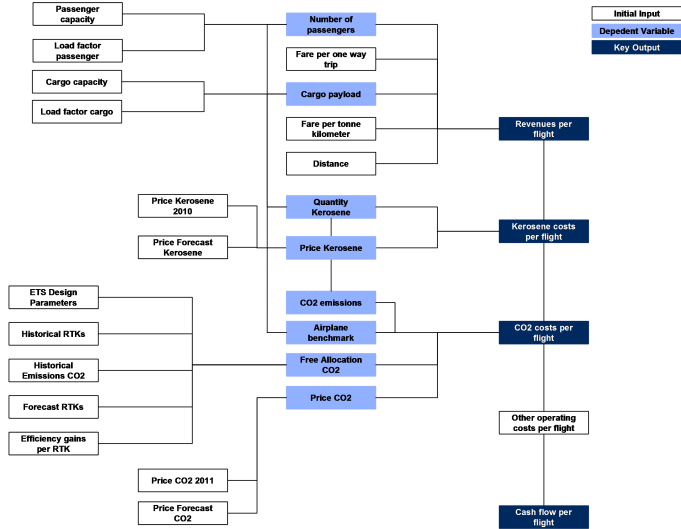 Passenger
capacity
Load factor
passenger
Cargo capacity
Load factor cargo
Number of
passengers
Fare per one way
trip
Cargo payload
Fare per tonne
kilometer
Distance
Initial Input
Depedent Variable
Key Output
Revenues per
flight
Price Kerosene
2010
Price Forecast
Kerosene
Quantity
Kerosene
Price Kerosene
Kerosene costs
per flight
ETS Design
Parameters
Historical RTKs
Historical
Emissions CO2
Forecast RTKs
Efficiency gains
per RTK
CO2 emissions
Airplane
benchmark
Free Allocation
CO2
Price CO2
CO2 costs per
flight
Other operating
costs per flight
Price CO2 2011
Price Forecast
CO2
Cash flow per
flight